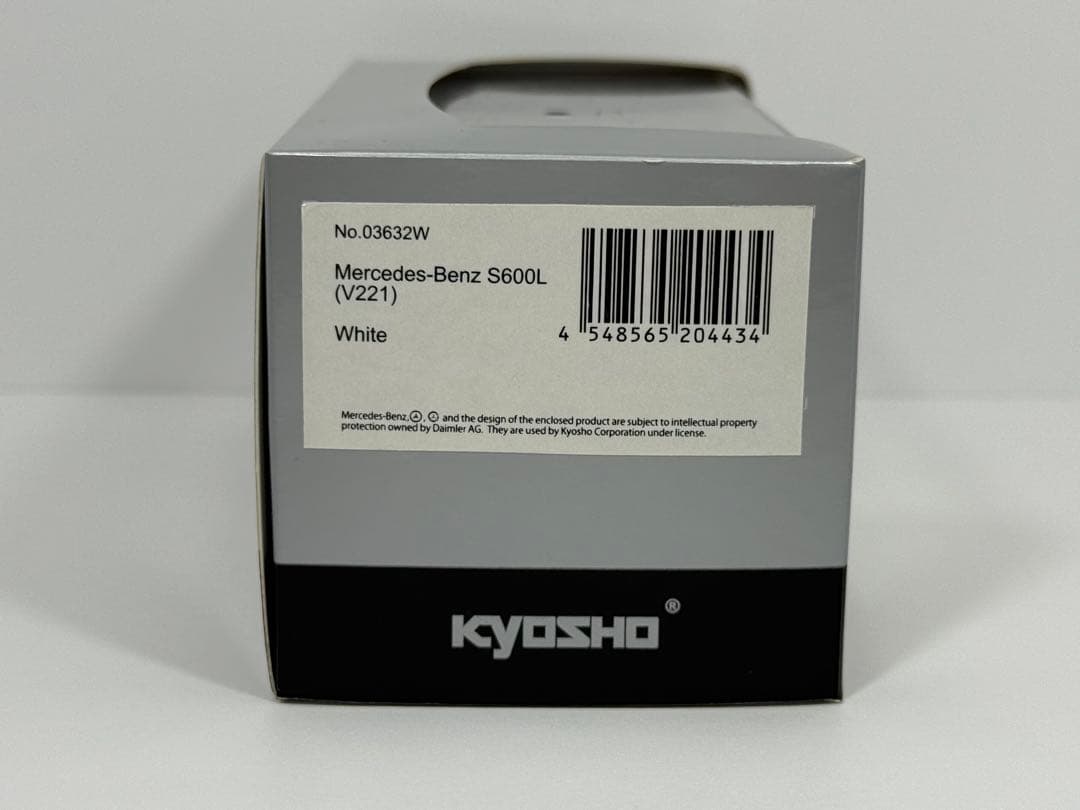 No.03632W
Mercedes-Benz S600L
(V221)
White
4 548565 204434
Mercedes-Benz, and the design of the enclosed product are subject to intellectual property
protection owned by Daimler AG. They are used by Kyosho Corporation under license.
KYOSHO®